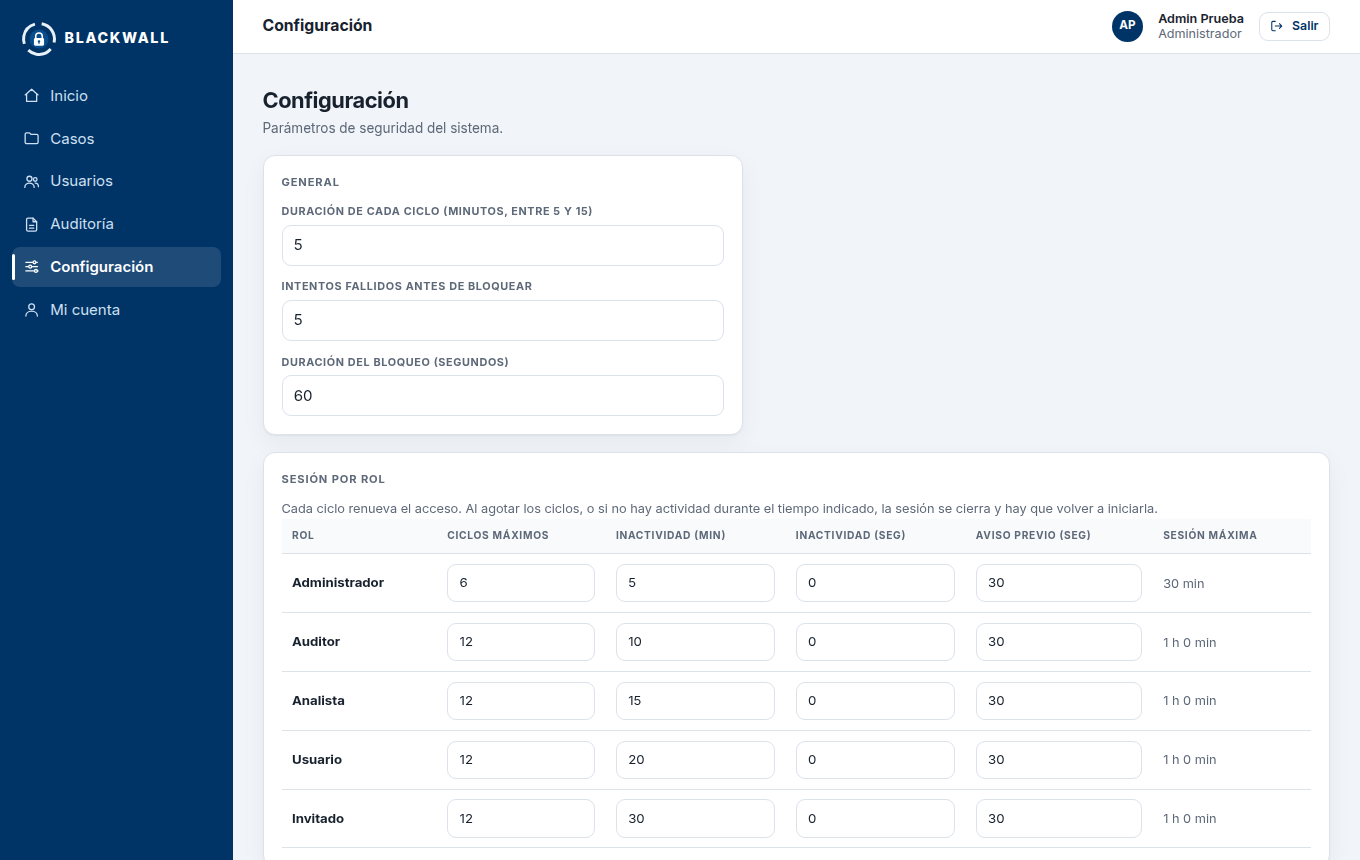 BLACKWALL
Inicio
Casos
Usuarios
Auditoría
Configuración
Mi cuenta
Configuración
AP
Admin Prueba
Administrador
Salir
Configuración
Parámetros de seguridad del sistema.
GENERAL
DURACIÓN DE CADA CICLO (MINUTOS, ENTRE 5 Y 15)
5
INTENTOS FALLIDOS ANTES DE BLOQUEAR
5
DURACIÓN DEL BLOQUEO (SEGUNDOS)
60
SESIÓN POR ROL
Cada ciclo renueva el acceso. Al agotar los ciclos, o si no hay actividad durante el tiempo indicado, la sesión se cierra y hay que volver a iniciarla.
ROL CICLOS MÁXIMOS INACTIVIDAD (MIN) INACTIVIDAD (SEG) AVISO PREVIO (SEG) SESIÓN MÁXIMA
Administrador 6 5 0 30 30 min
Auditor 12 10 0 30 1 h 0 min
Analista 12 15 0 30 1 h 0 min
Usuario 12 20 0 30 1 h 0 min
Invitado 12 30 0 30 1 h 0 min